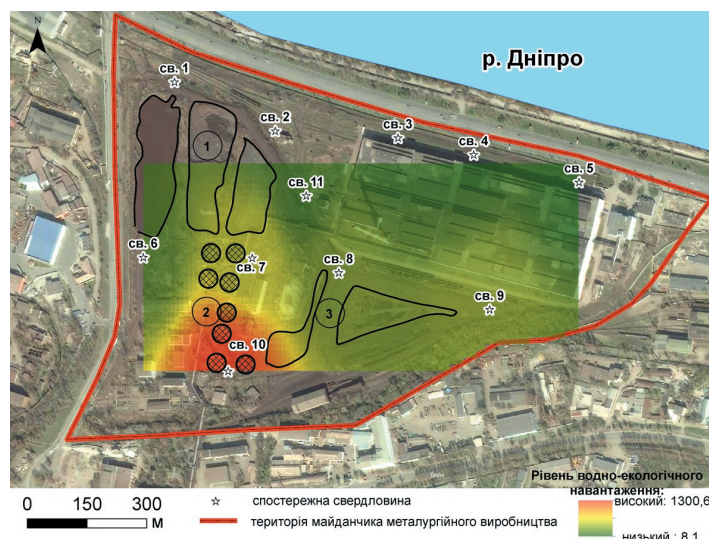 N
р. Дніпро
св. 1
св. 2
св. 3
св. 4
св. 5
1
св. 11
св. 6
св. 7
св. 8
св. 9
2
3
св. 10
Рівень водно-екологічного
навантаження:
0 150 300
М
спостережна свердловина
територія майданчика металургійного виробництва
високий: 1300,6
низький : 8,1